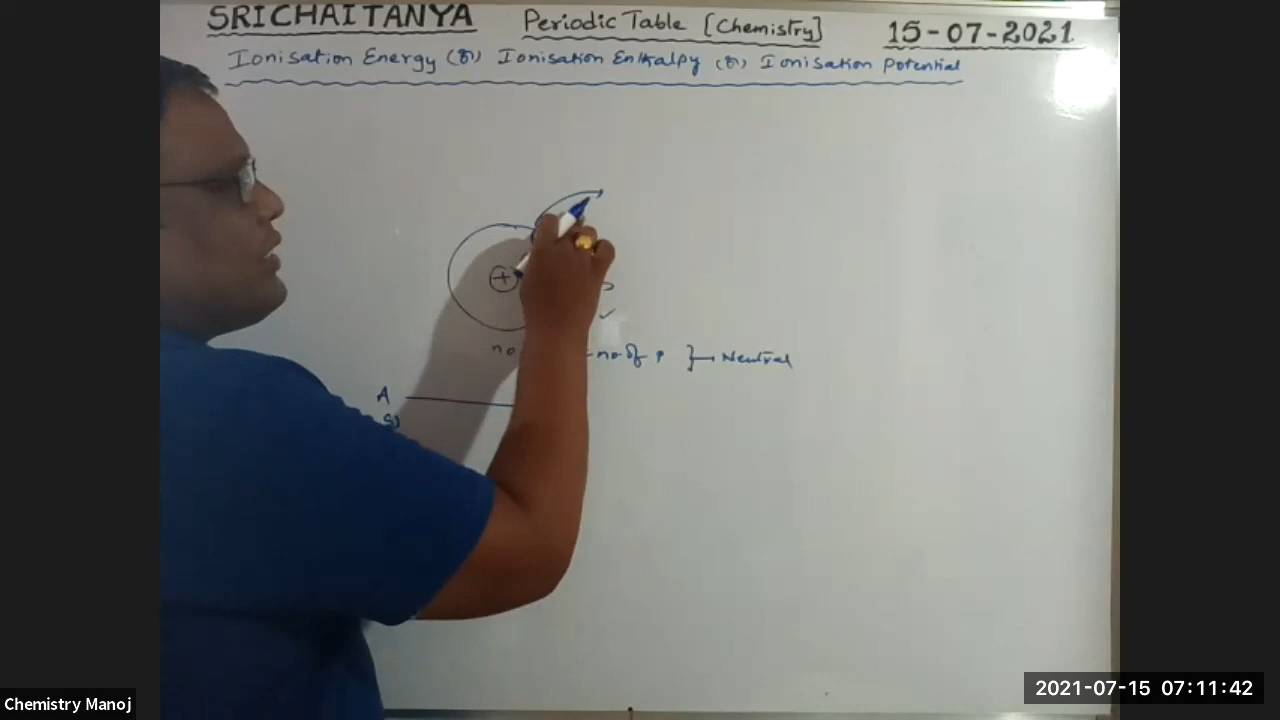 SRICHAITANYA Periodic Table [Chemistry] 15-07-2021
Ionisation Energy (or) Ionisation Enthalpy (or) Ionisation Potential
+
no no of p } Neutral
A
(g)
Chemistry Manoj
2021-07-15 07:11:42